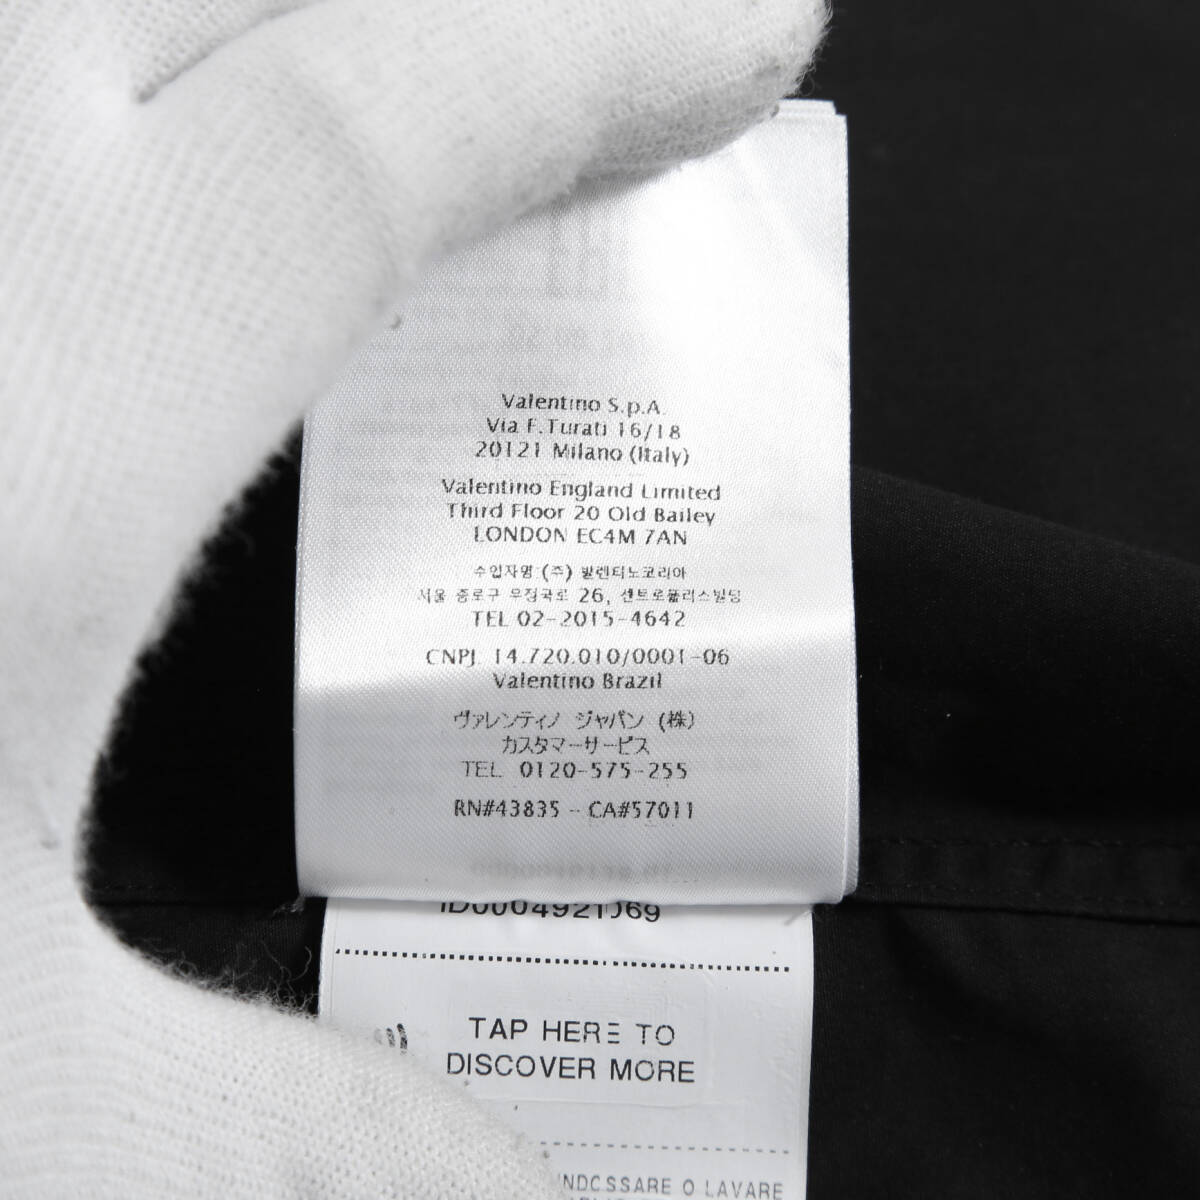 Valentino S.p.A.
Via F.Turati 16/18
20121 Milano (Italy)
Valentino England Limited
Third Floor 20 Old Bailey
LONDON EC4M 7AN
수입자명 (주) 발렌티노코리아
서울 종로구 우정국로 26, 센트로폴리스빌딩
TEL 02-2015-4642
CNPJ. 14.720.010/0001-06
Valentino Brazil
ヴァレンティノ ジャパン (株)
カスタマーサービス
TEL 0120-575-255
RN#43835 - CA#57011
ID0004921069
TAP HERE TO
DISCOVER MORE
NDOSSARE O LAVARE